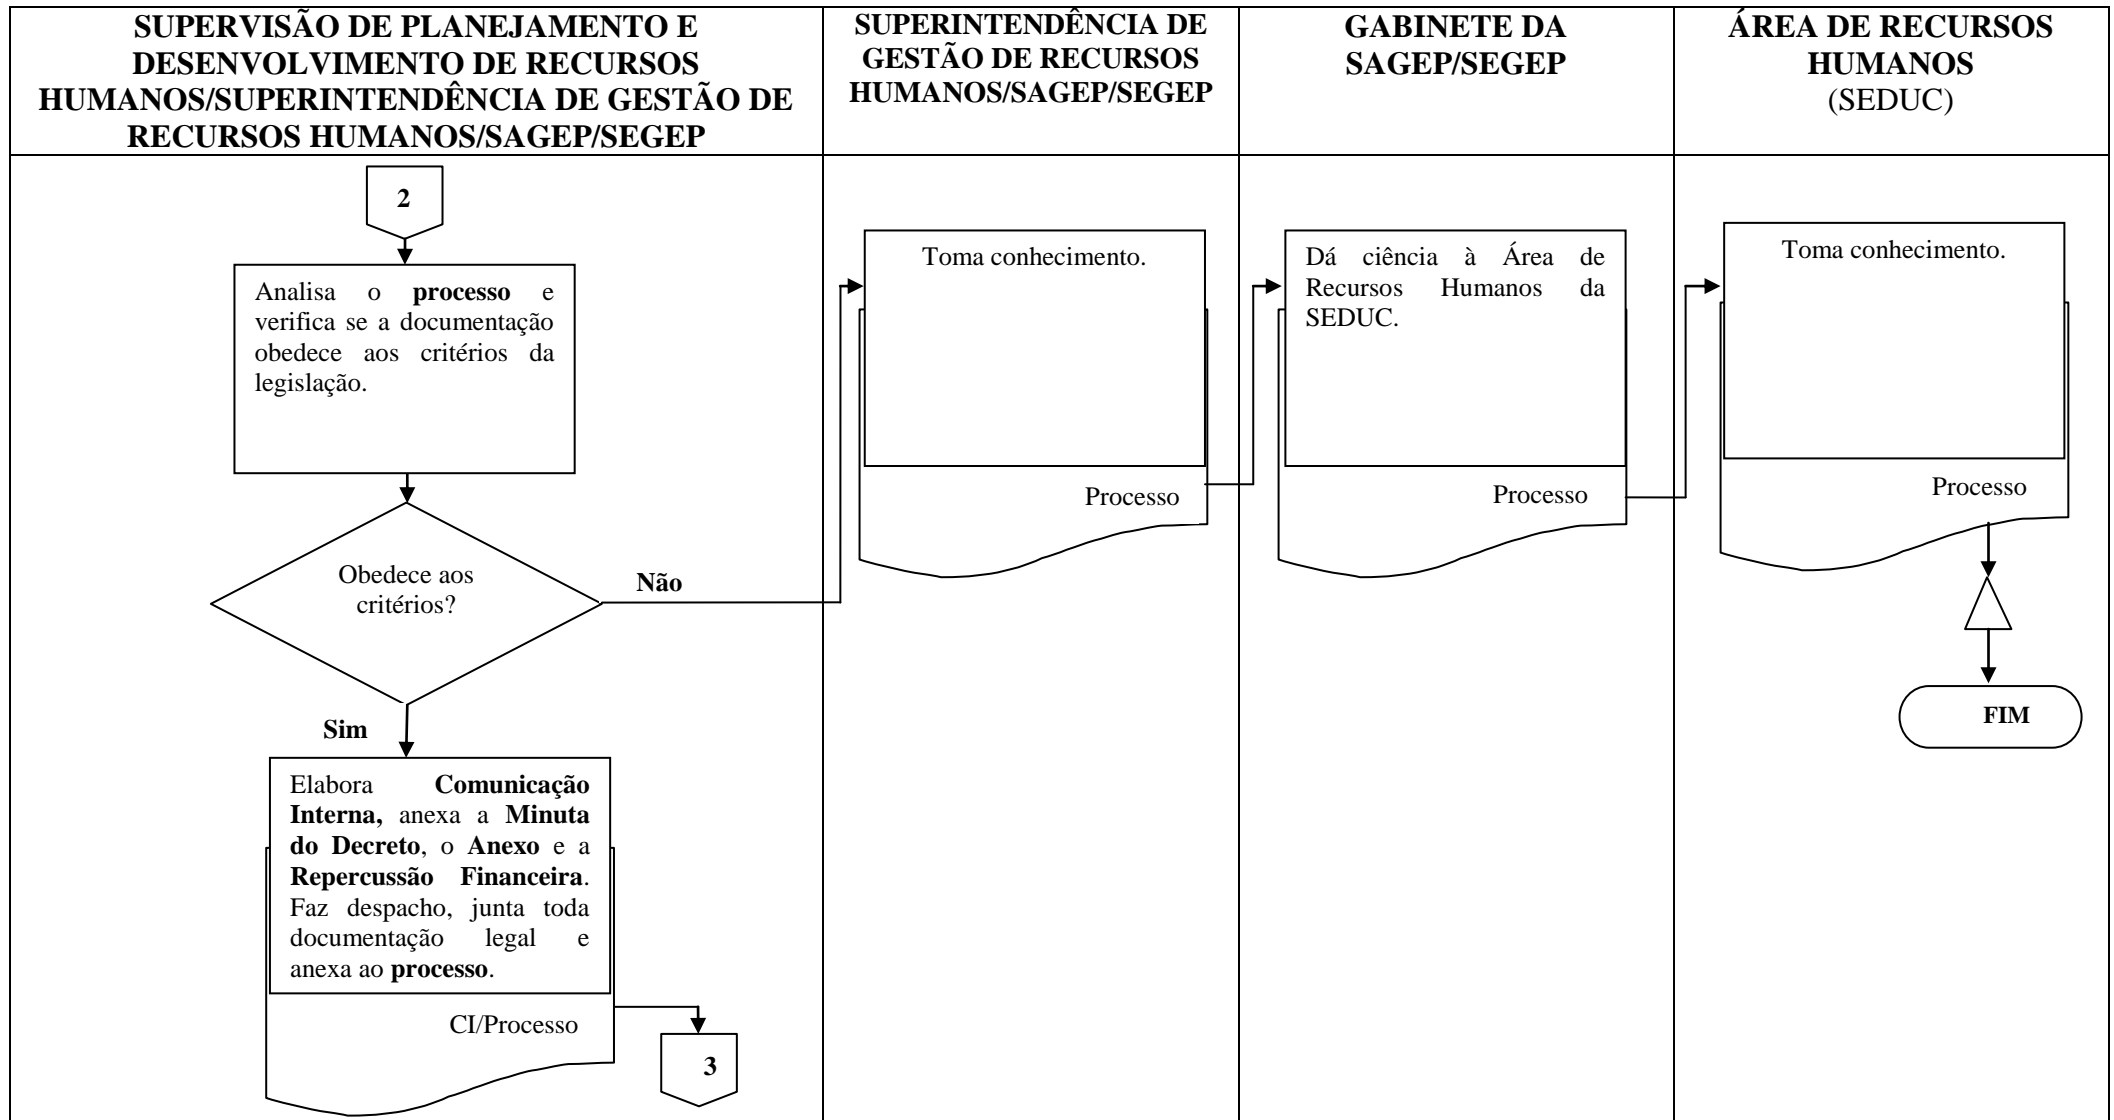 SUPERVISÃO DE PLANEJAMENTO E
DESENVOLVIMENTO DE RECURSOS
HUMANOS/SUPERINTENDÊNCIA DE GESTÃO DE
RECURSOS HUMANOS/SAGEP/SEGEP
SUPERINTENDÊNCIA DE
GESTÃO DE RECURSOS
HUMANOS/SAGEP/SEGEP
GABINETE DA
SAGEP/SEGEP
ÁREA DE RECURSOS
HUMANOS
(SEDUC)
2
Analisa o processo e
verifica se a documentação
obedece aos critérios da
legislação.
Obedece aos
critérios?
Não
Sim
Elabora Comunicação
Interna, anexa a Minuta
do Decreto, o Anexo e a
Repercussão Financeira.
Faz despacho, junta toda
documentação legal e
anexa ao processo.
CI/Processo
3
Toma conhecimento.
Processo
Dá ciência à Área de
Recursos Humanos da
SEDUC.
Processo
Toma conhecimento.
Processo
FIM